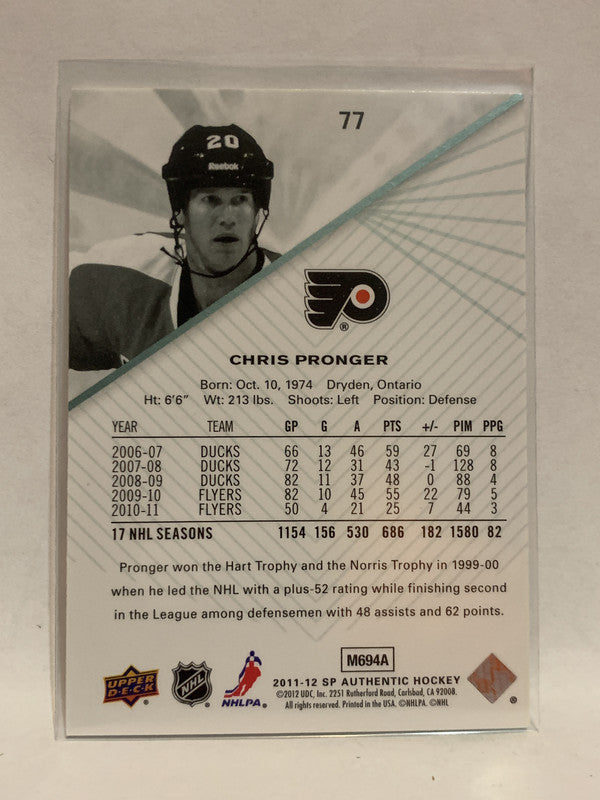 77
20
Reebok
®
CHRIS PRONGER
Born: Oct. 10, 1974 Dryden, Ontario
Ht: 6'6" Wt: 213 lbs. Shoots: Left Position: Defense
YEAR TEAM GP G A PTS +/- PIM PPG
2006-07 DUCKS 66 13 46 59 27 69 8
2007-08 DUCKS 72 12 31 43 -1 128 8
2008-09 DUCKS 82 11 37 48 0 88 4
2009-10 FLYERS 82 10 45 55 22 79 5
2010-11 FLYERS 50 4 21 25 7 44 3
17 NHL SEASONS 1154 156 530 686 182 1580 82
Pronger won the Hart Trophy and the Norris Trophy in 1999-00
when he led the NHL with a plus-52 rating while finishing second
in the League among defensemen with 48 assists and 62 points.
M694A
UPPER DECK
NHL
NHLPA.
2011-12 SP AUTHENTIC HOCKEY
©2012 UDC, Inc. 2251 Rutherford Road, Carlsbad, CA 92008.
All rights reserved. Printed in the USA. ©NHLPA. ©NHL